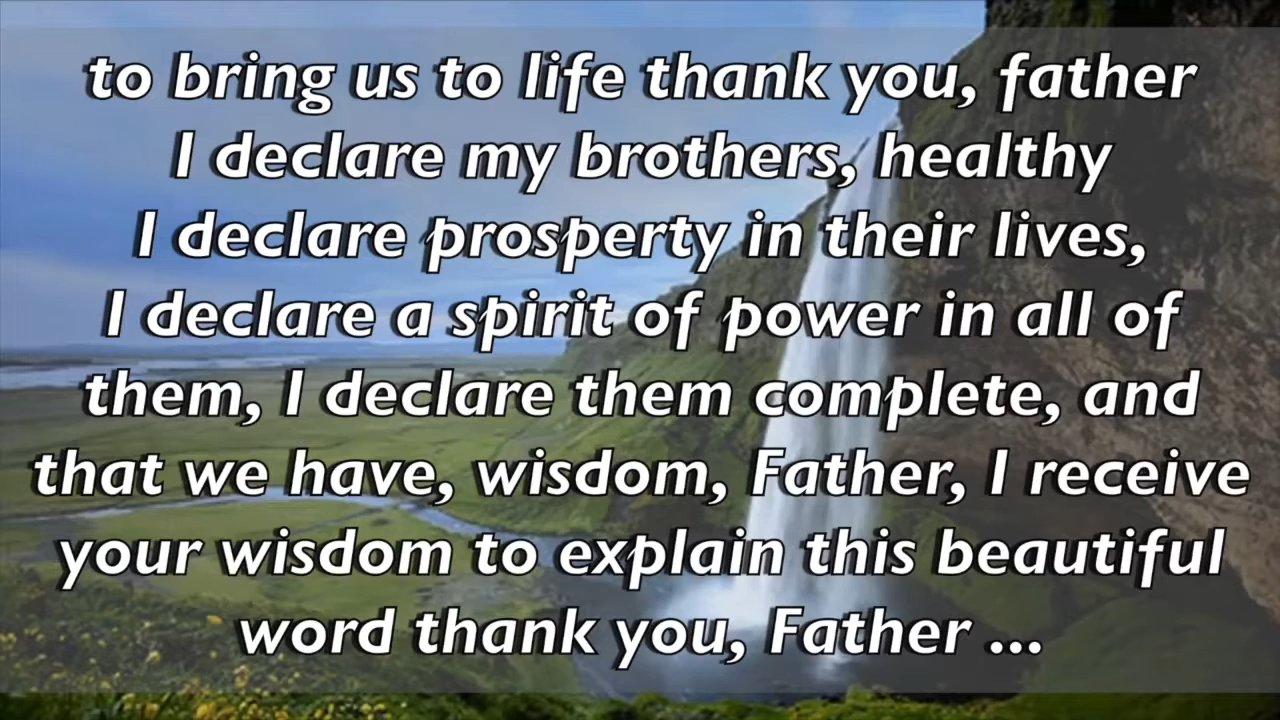 to bring us to life thank you, father
I declare my brothers, healthy
I declare prosperty in their lives,
I declare a spirit of power in all of
them, I declare them complete, and
that we have, wisdom, Father, I receive
your wisdom to explain this beautiful
word thank you, Father ...